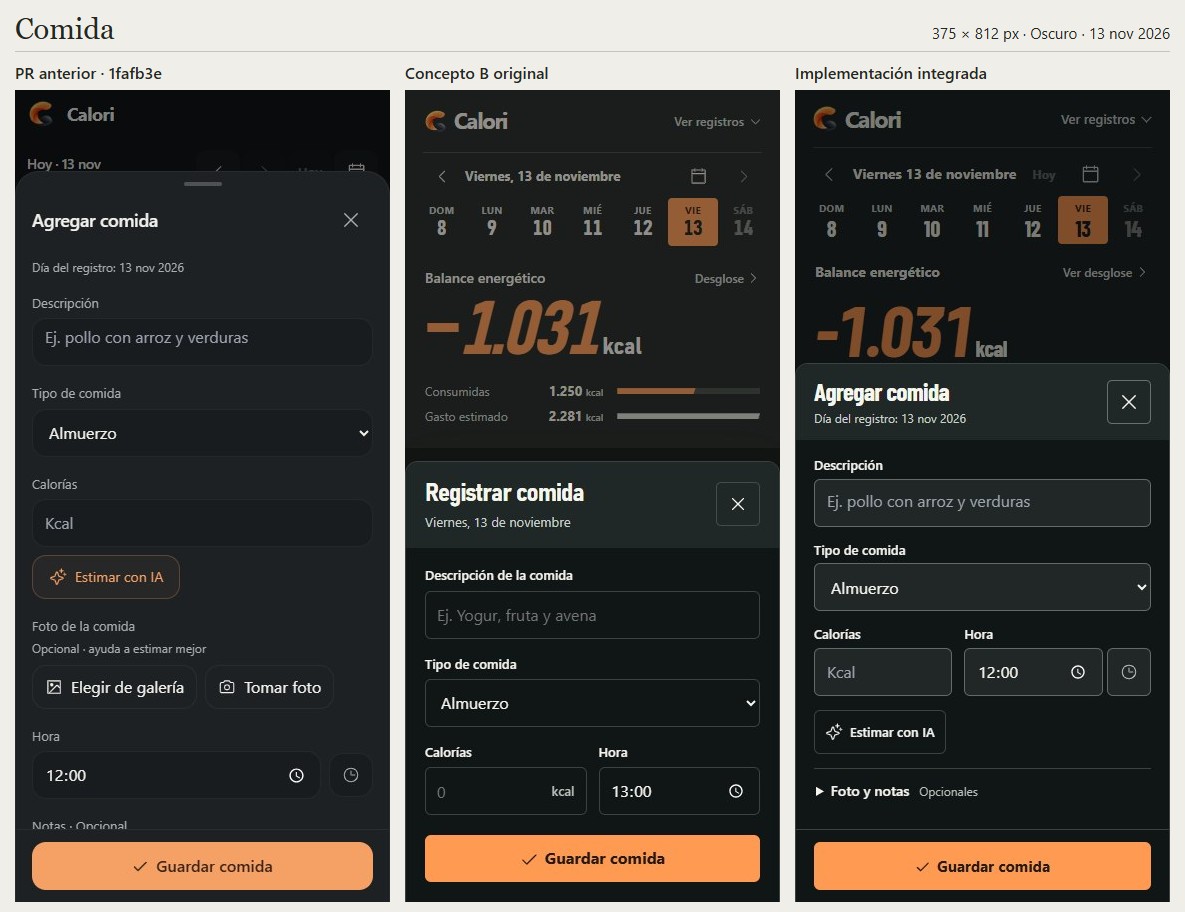 Comida
375 × 812 px · Oscuro · 13 nov 2026
PR anterior · 1fafb3e
Calori
Hoy · 13 nov
Hoy
Agregar comida
Día del registro: 13 nov 2026
Descripción
Ej. pollo con arroz y verduras
Tipo de comida
Almuerzo
Calorías
Kcal
Estimar con IA
Foto de la comida
Opcional · ayuda a estimar mejor
Elegir de galería
Tomar foto
Hora
12:00
Notas · Opcional
Guardar comida
Concepto B original
Calori
Ver registros
Viernes, 13 de noviembre
DOM LUN MAR MIÉ JUE VIE SÁB
8 9 10 11 12 13 14
Balance energético
Desglose
−1.031 kcal
Consumidas 1.250 kcal
Gasto estimado 2.281 kcal
Registrar comida
Viernes, 13 de noviembre
Descripción de la comida
Ej. Yogur, fruta y avena
Tipo de comida
Almuerzo
Calorías Hora
0 kcal 13:00
Guardar comida
Implementación integrada
Calori
Ver registros
Viernes 13 de noviembre Hoy
DOM LUN MAR MIÉ JUE VIE SÁB
8 9 10 11 12 13 14
Balance energético
Ver desglose
-1.031 kcal
Agregar comida
Día del registro: 13 nov 2026
Descripción
Ej. pollo con arroz y verduras
Tipo de comida
Almuerzo
Calorías Hora
Kcal 12:00
Estimar con IA
Foto y notas Opcionales
Guardar comida